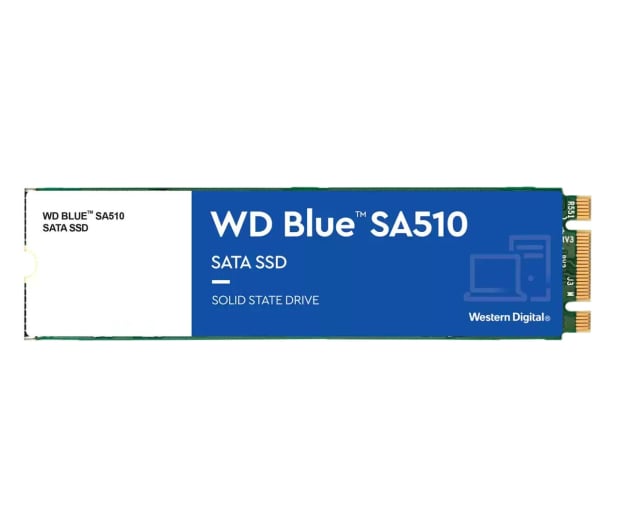 WD BLUE™ SA510
SATA SSD
WD Blue™ SA510
SATA SSD
SOLID STATE DRIVE
Western Digital®